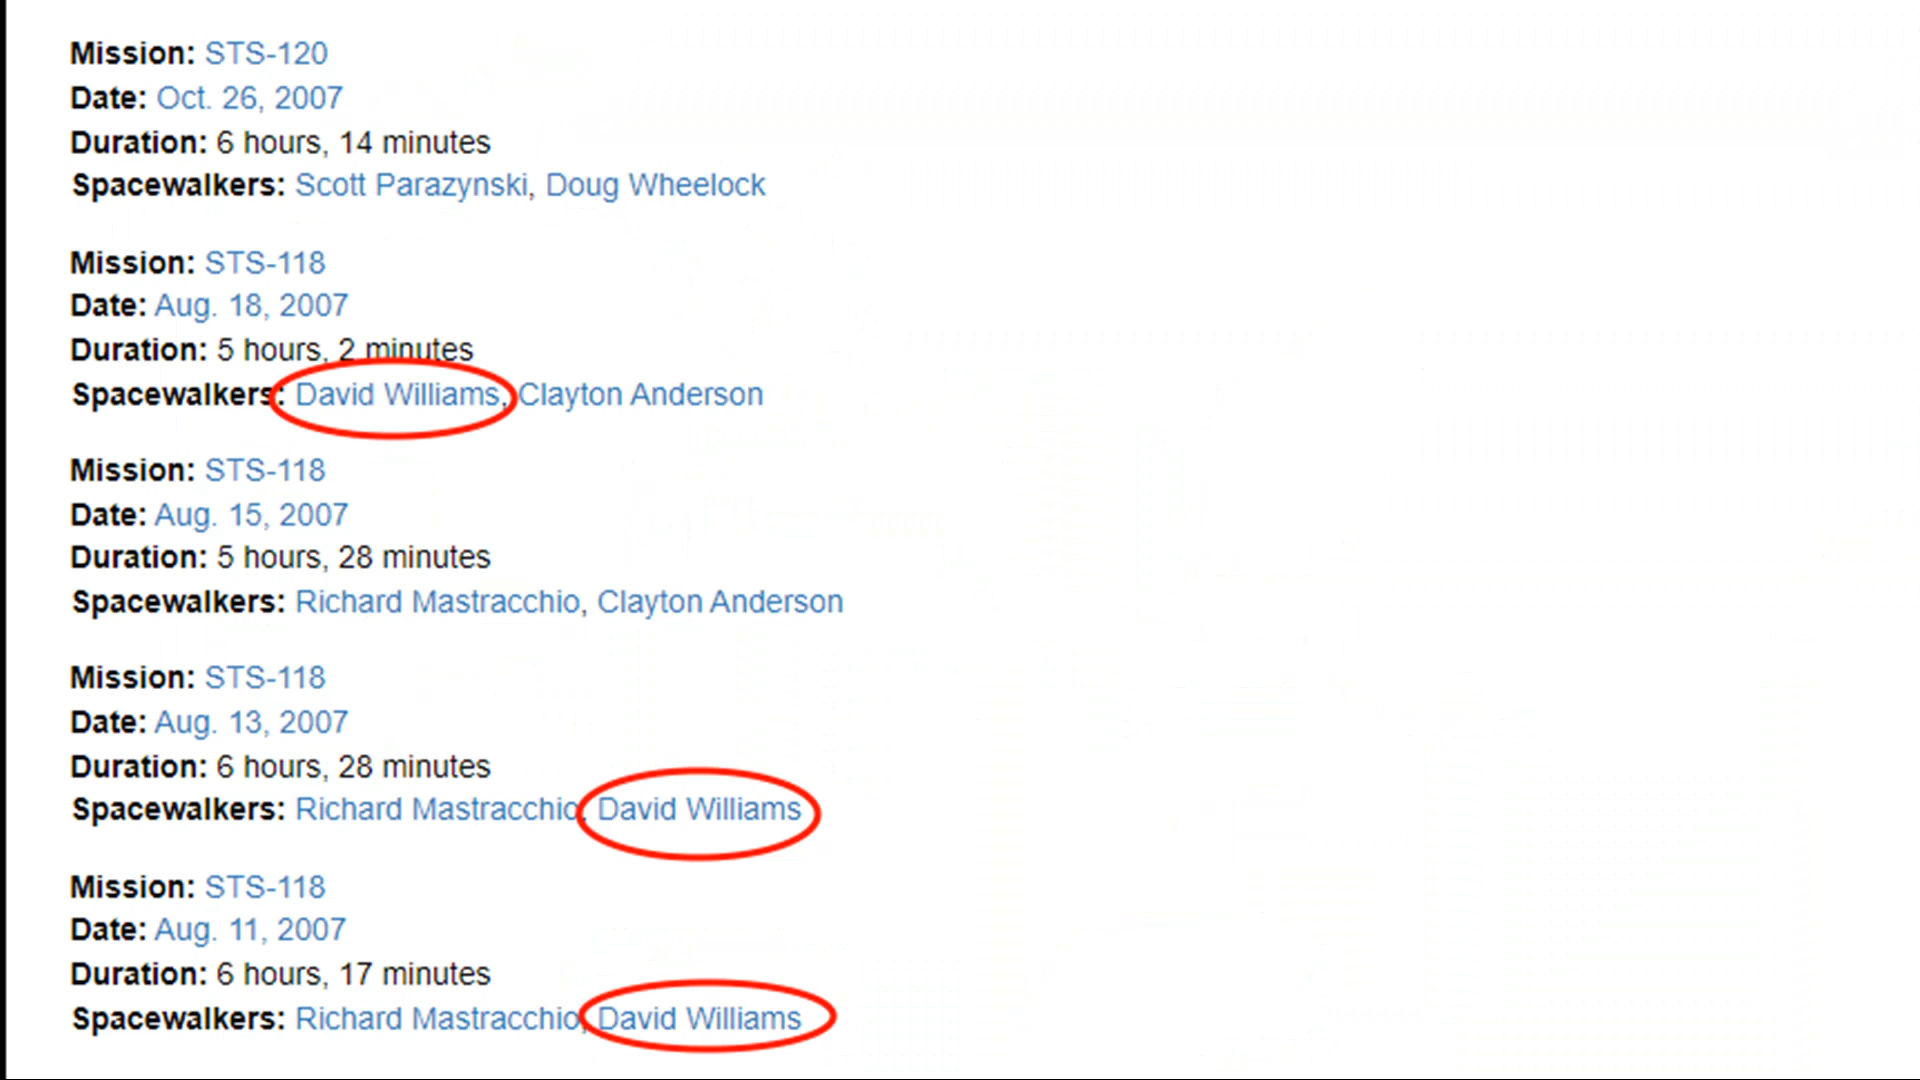 Mission: STS-120
Date: Oct. 26, 2007
Duration: 6 hours, 14 minutes
Spacewalkers: Scott Parazynski, Doug Wheelock
Mission: STS-118
Date: Aug. 18, 2007
Duration: 5 hours, 2 minutes
Spacewalkers: David Williams, Clayton Anderson
Mission: STS-118
Date: Aug. 15, 2007
Duration: 5 hours, 28 minutes
Spacewalkers: Richard Mastracchio, Clayton Anderson
Mission: STS-118
Date: Aug. 13, 2007
Duration: 6 hours, 28 minutes
Spacewalkers: Richard Mastracchio, David Williams
Mission: STS-118
Date: Aug. 11, 2007
Duration: 6 hours, 17 minutes
Spacewalkers: Richard Mastracchio, David Williams